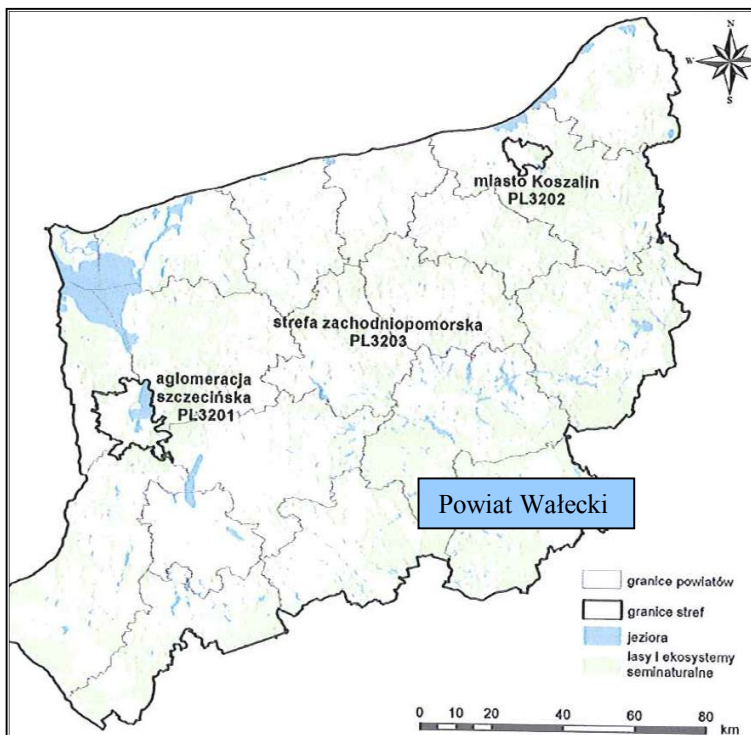 N
W
S
miasto Koszalin
PL3202
strefa zachodniopomorska
PL3203
aglomeracja
szczecińska
PL3201
Powiat Wałecki
granice powiatów
granice stref
jeziora
lasy i ekosystemy
seminaturalne
0 10 20 40 60 80
km